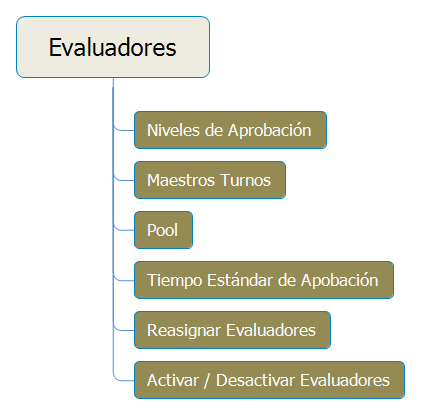 Evaluadores
Niveles de Aprobación
Maestros Turnos
Pool
Tiempo Estándar de Apobación
Reasignar Evaluadores
Activar / Desactivar Evaluadores